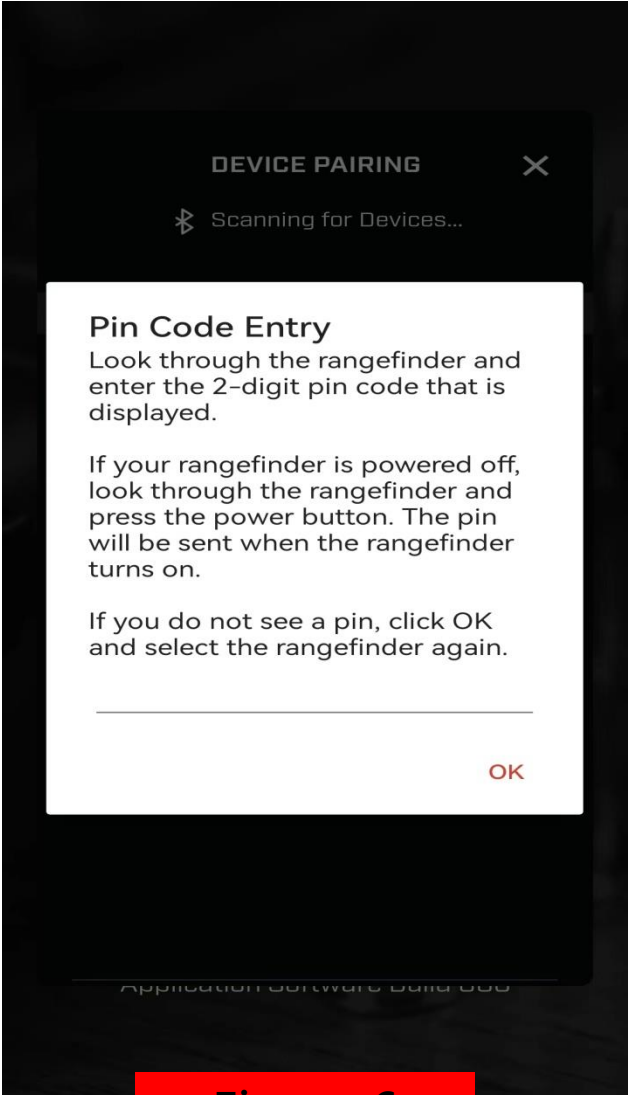 DEVICE PAIRING
Scanning for Devices...
Pin Code Entry
Look through the rangefinder and
enter the 2-digit pin code that is
displayed.
If your rangefinder is powered off,
look through the rangefinder and
press the power button. The pin
will be sent when the rangefinder
turns on.
If you do not see a pin, click OK
and select the rangefinder again.
OK
Application Software Build